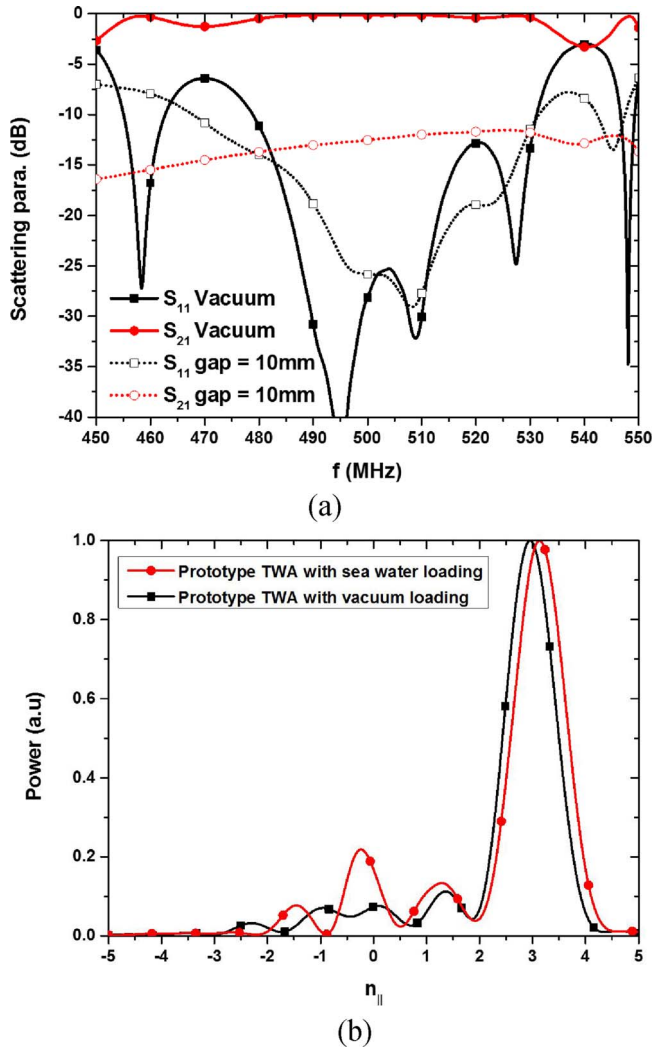 0
-5
-10
-15
-20
-25
-30
-35
-40
Scattering para. (dB)
S11 Vacuum
S21 Vacuum
S11 gap = 10mm
S21 gap = 10mm
450 460 470 480 490 500 510 520 530 540 550
f (MHz)
(a)
1.0
0.8
0.6
0.4
0.2
0.0
Power (a.u)
Prototype TWA with sea water loading
Prototype TWA with vacuum loading
-5 -4 -3 -2 -1 0 1 2 3 4 5
n||
(b)